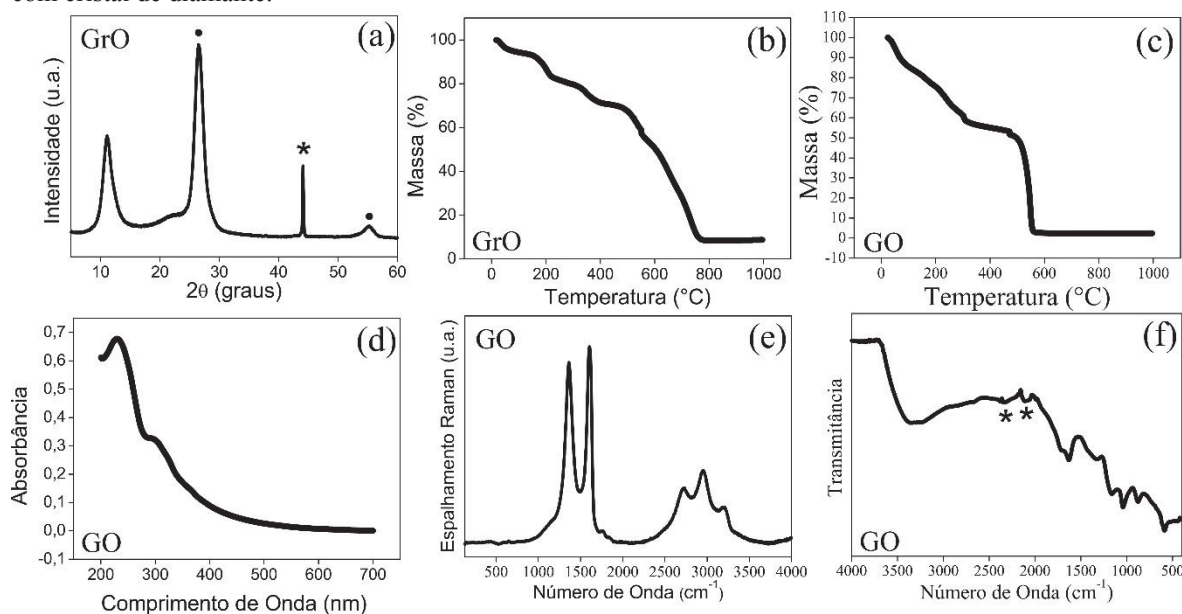 com cristal de diamante.
(a)
Intensidade (u.a.)
*
GrO
10 20 30 40 50 60
2θ (graus)
(b)
Massa (%)
100
80
60
40
20
0
GrO
0 200 400 600 800 1000
Temperatura (°C)
(c)
Massa (%)
110
100
90
80
70
60
50
40
30
20
10
0
-10
GO
0 200 400 600 800 1000
Temperatura (°C)
(d)
Absorbância
0,7
0,6
0,5
0,4
0,3
0,2
0,1
0,0
-0,1
GO
200 300 400 500 600 700
Comprimento de Onda (nm)
(e)
GO
Espalhamento Raman (u.a.)
500 1000 1500 2000 2500 3000 3500 4000
Número de Onda (cm⁻¹)
(f)
Transmitância
* *
GO
4000 3500 3000 2500 2000 1500 1000 500
Número de Onda (cm⁻¹)